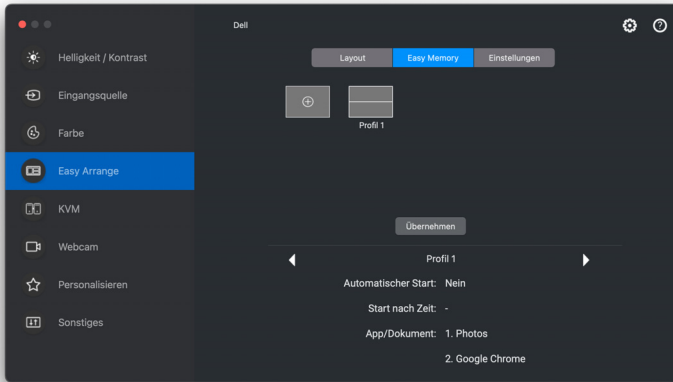 Dell
Helligkeit / Kontrast
Eingangsquelle
Farbe
Easy Arrange
KVM
Webcam
Personalisieren
Sonstiges
Layout
Easy Memory
Einstellungen
Profil 1
Übernehmen
Profil 1
Automatischer Start: Nein
Start nach Zeit: -
App/Dokument: 1. Photos
2. Google Chrome